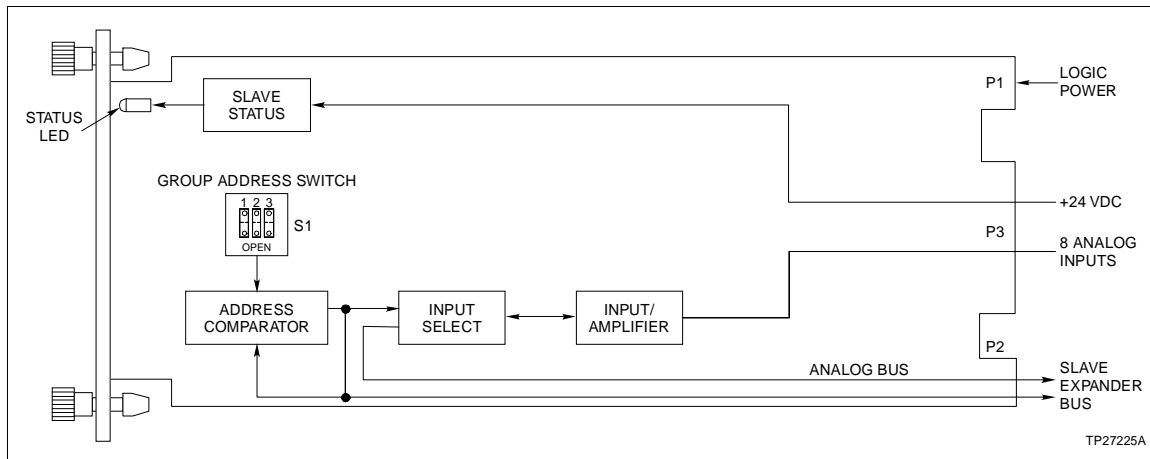 P1
LOGIC
POWER
SLAVE
STATUS
STATUS
LED
GROUP ADDRESS SWITCH
1 2 3
OPEN
S1
+24 VDC
P3
8 ANALOG
INPUTS
ADDRESS
COMPARATOR
INPUT
SELECT
INPUT/
AMPLIFIER
P2
ANALOG BUS
SLAVE
EXPANDER
BUS
TP27225A